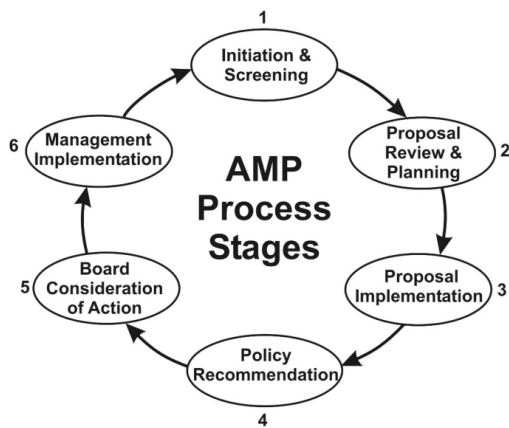 1
Initiation &
Screening
Proposal
Review &
Planning
2
Proposal
Implementation
3
Policy
Recommendation
4
Board
Consideration
of Action
5
Management
Implementation
6
AMP
Process
Stages